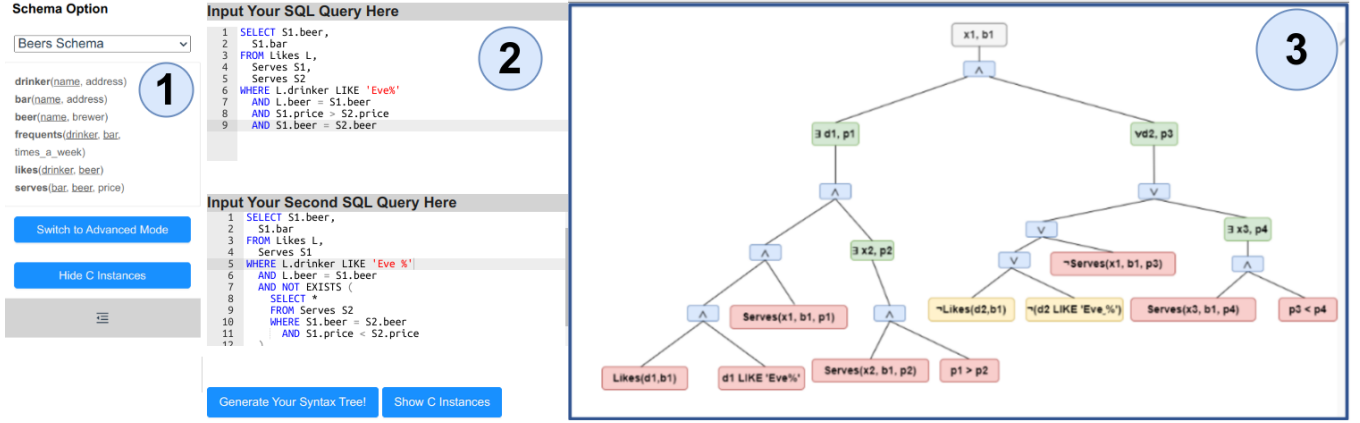 Schema Option
Beers Schema
drinker(name, address)
bar(name, address)
beer(name, brewer)
frequents(drinker, bar,
times_a_week)
likes(drinker, beer)
serves(bar, beer, price)
1
Switch to Advanced Mode
Hide C Instances
Input Your SQL Query Here
1 SELECT S1.beer,
2 S1.bar
3 FROM Likes L,
4 Serves S1,
5 Serves S2
6 WHERE L.drinker LIKE 'Eve%'
7 AND L.beer = S1.beer
8 AND S1.price > S2.price
9 AND S1.beer = S2.beer
2
Input Your Second SQL Query Here
1 SELECT S1.beer,
2 S1.bar
3 FROM Likes L,
4 Serves S1
5 WHERE L.drinker LIKE 'Eve %'
6 AND L.beer = S1.beer
7 AND NOT EXISTS (
8 SELECT *
9 FROM Serves S2
10 WHERE S1.beer = S2.beer
11 AND S1.price < S2.price
12 )
Generate Your Syntax Tree!
Show C Instances
3
x1, b1
∧
∃ d1, p1
∀d2, p3
∧
∨
∧
∃ x2, p2
∨
∃ x3, p4
∧
Serves(x1, b1, p1)
∧
∨
¬Serves(x1, b1, p3)
∧
Likes(d1,b1)
d1 LIKE 'Eve%'
Serves(x2, b1, p2)
p1 > p2
¬Likes(d2,b1)
¬(d2 LIKE 'Eve_%')
Serves(x3, b1, p4)
p3 < p4